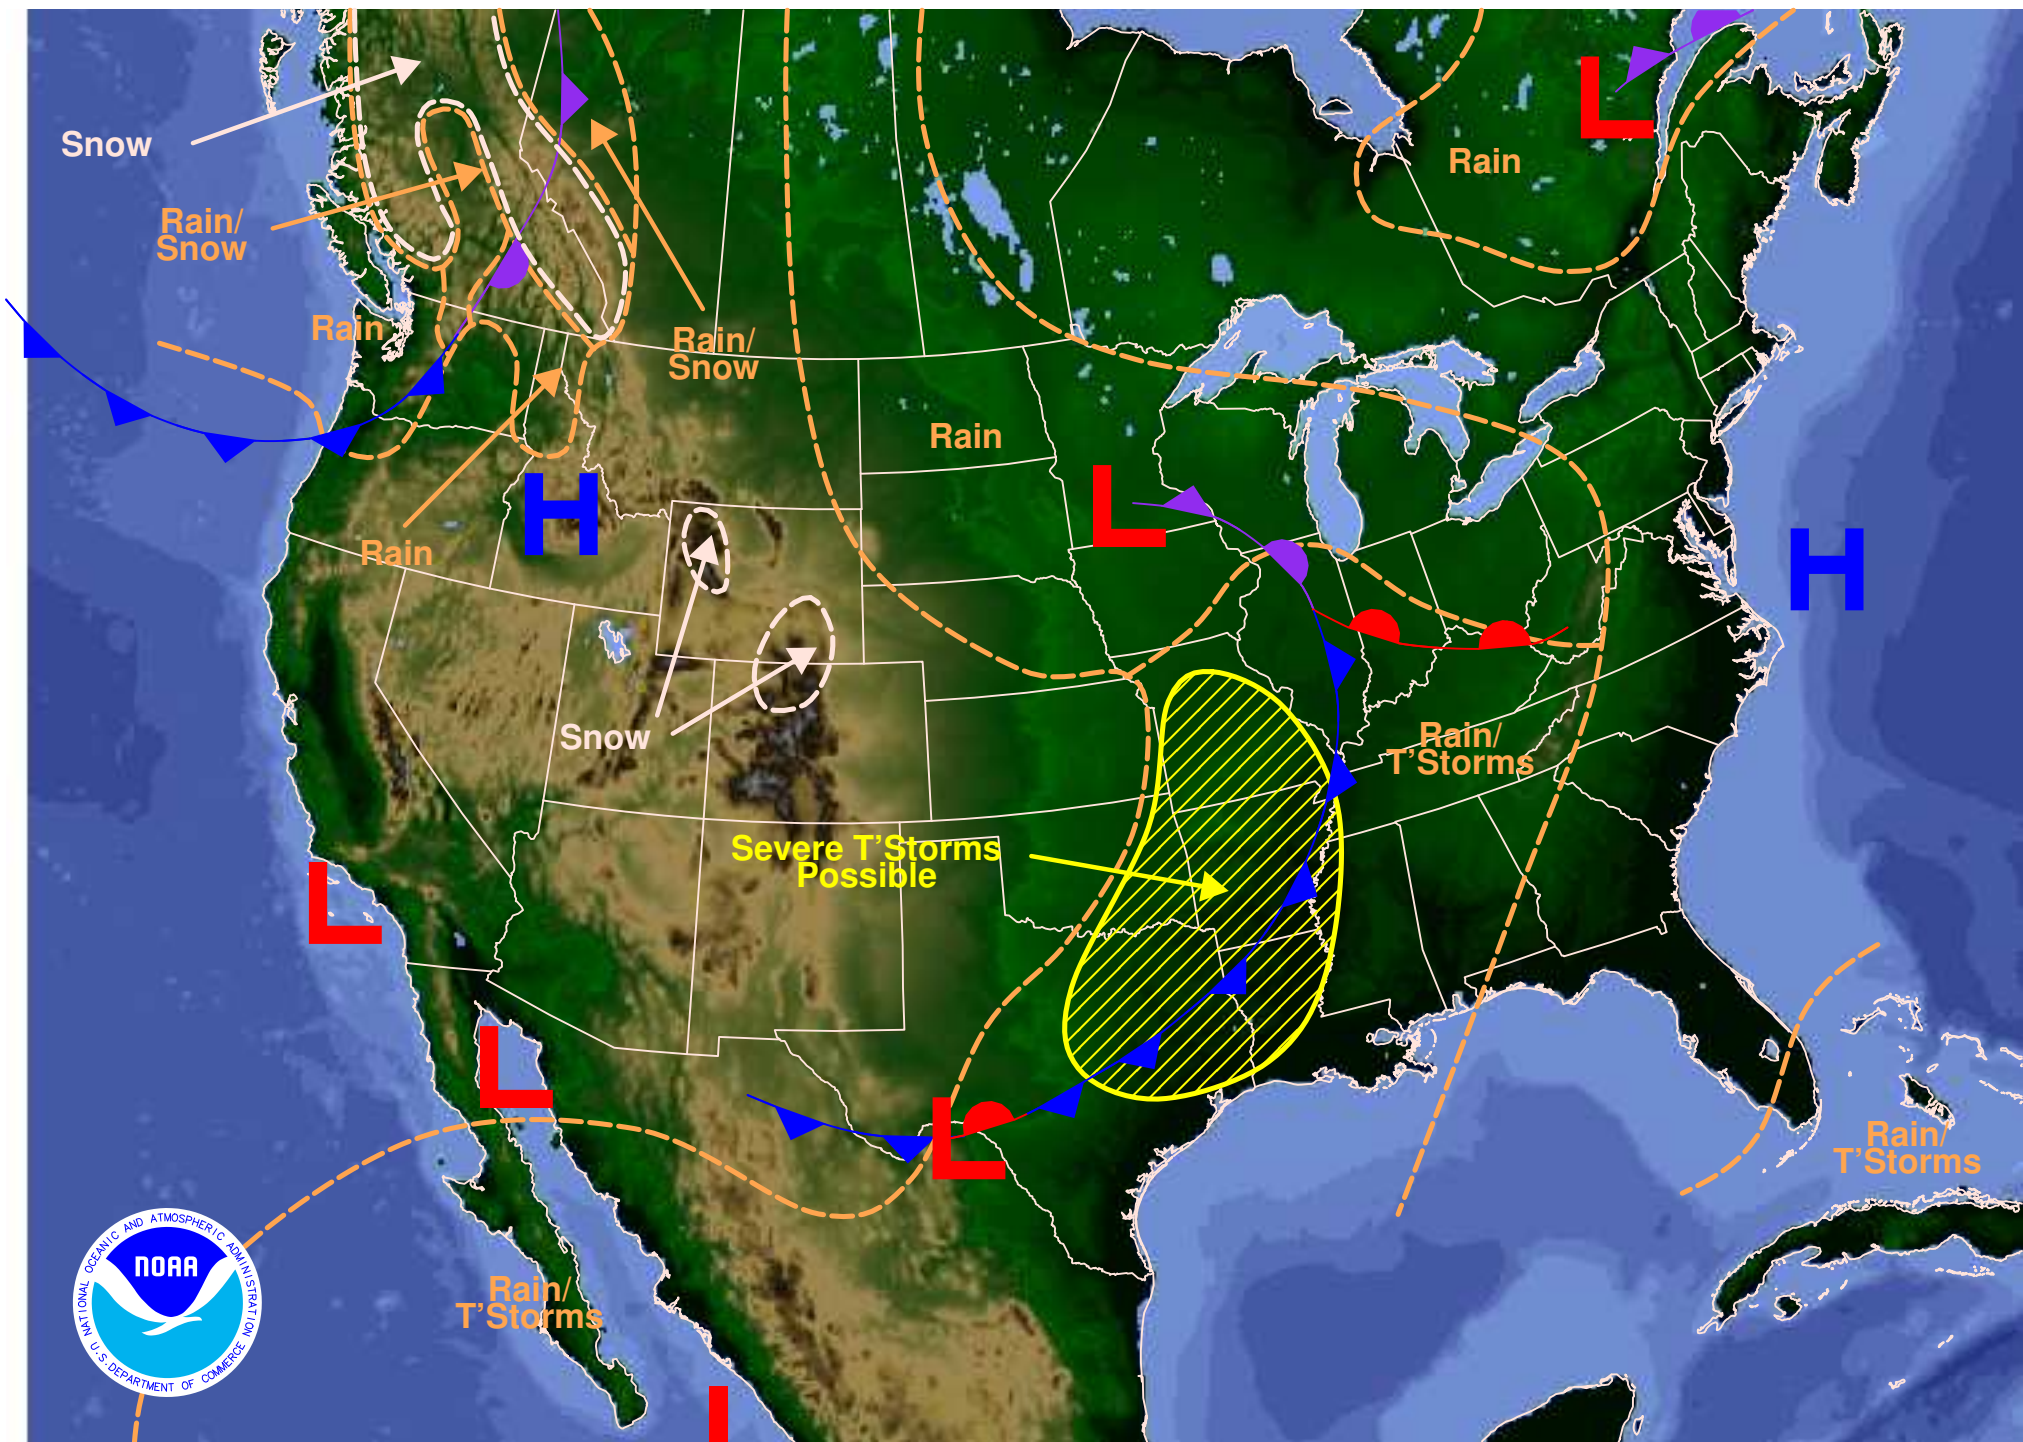 Snow
Rain
L
Rain/
Snow
Rain
Rain/
Snow
Rain
L
H
Rain
H
Snow
Rain/
T'Storms
Severe T'Storms
Possible
L
L
L
Rain/
T'Storms
NATIONAL OCEANIC AND ATMOSPHERIC ADMINISTRATION
NOAA
U.S. DEPARTMENT OF COMMERCE
Rain/
T'Storms